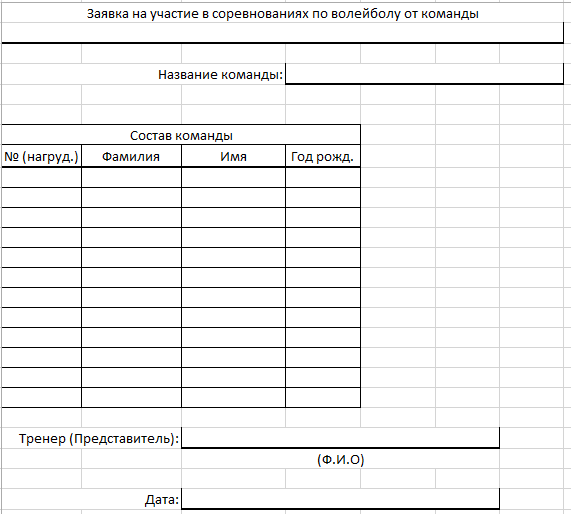 Заявка на участие в соревнованиях по волейболу от команды
Название команды:
Состав команды
№ (нагруд.) Фамилия Имя Год рожд.
Тренер (Представитель):
(Ф.И.О)
Дата: